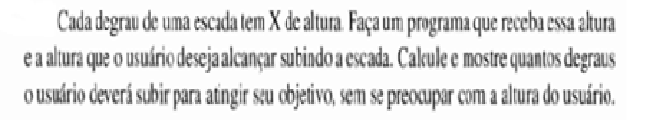 Cada degrau de uma escada tem X de altura. Faça um programa que receba essa altura
e a altura que o usuário deseja alcançar subindo a escada. Calcule e mostre quantos degraus
o usuário deverá subir para atingir seu objetivo, sem se preocupar com a altura do usuário.